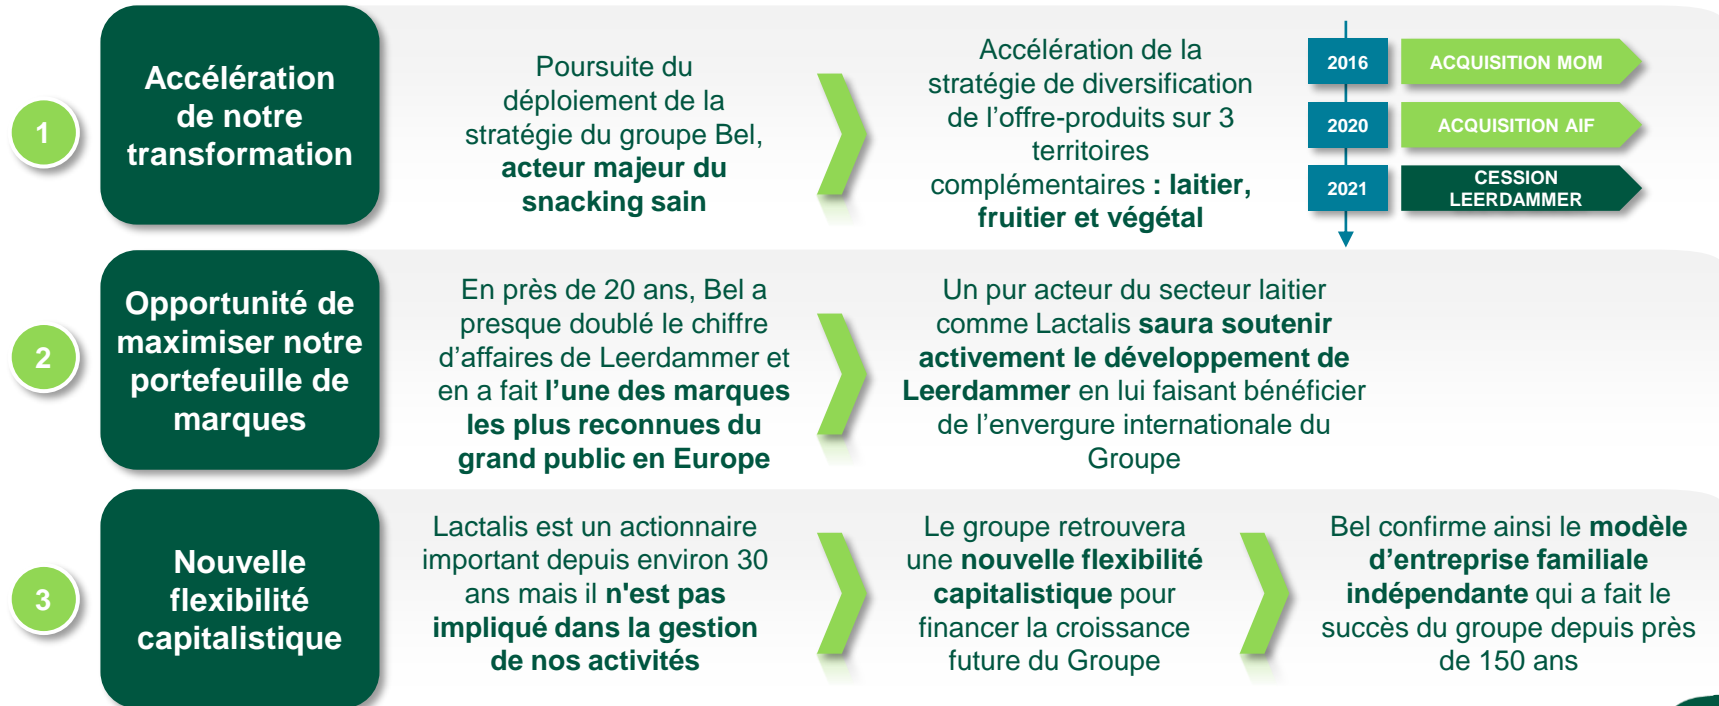 1
Accélération
de notre
transformation
Poursuite du
déploiement de la
stratégie du groupe Bel,
acteur majeur du
snacking sain
Accélération de la
stratégie de diversification
de l’offre-produits sur 3
territoires
complémentaires : laitier,
fruitier et végétal
2016
ACQUISITION MOM
2020
ACQUISITION AIF
2021
CESSION
LEERDAMMER
2
Opportunité de
maximiser notre
portefeuille de
marques
En près de 20 ans, Bel a
presque doublé le chiffre
d’affaires de Leerdammer et
en a fait l’une des marques
les plus reconnues du
grand public en Europe
Un pur acteur du secteur laitier
comme Lactalis saura soutenir
activement le développement de
Leerdammer en lui faisant bénéficier
de l’envergure internationale du
Groupe
3
Nouvelle
flexibilité
capitalistique
Lactalis est un actionnaire
important depuis environ 30
ans mais il n'est pas
impliqué dans la gestion
de nos activités
Le groupe retrouvera
une nouvelle flexibilité
capitalistique pour
financer la croissance
future du Groupe
Bel confirme ainsi le modèle
d’entreprise familiale
indépendante qui a fait le
succès du groupe depuis près
de 150 ans